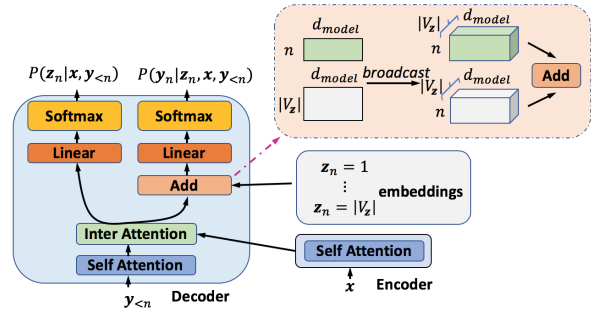 P(z_n|x, y_{<n})
P(y_n|z_n, x, y_{<n})
Softmax
Softmax
Linear
Linear
Add
Inter Attention
Self Attention
y_{<n}
Decoder
d_model
n
d_model
|V_z|
broadcast
|V_z|
d_model
n
|V_z|
d_model
n
Add
z_n = 1
⋮
embeddings
z_n = |V_z|
Self Attention
x
Encoder